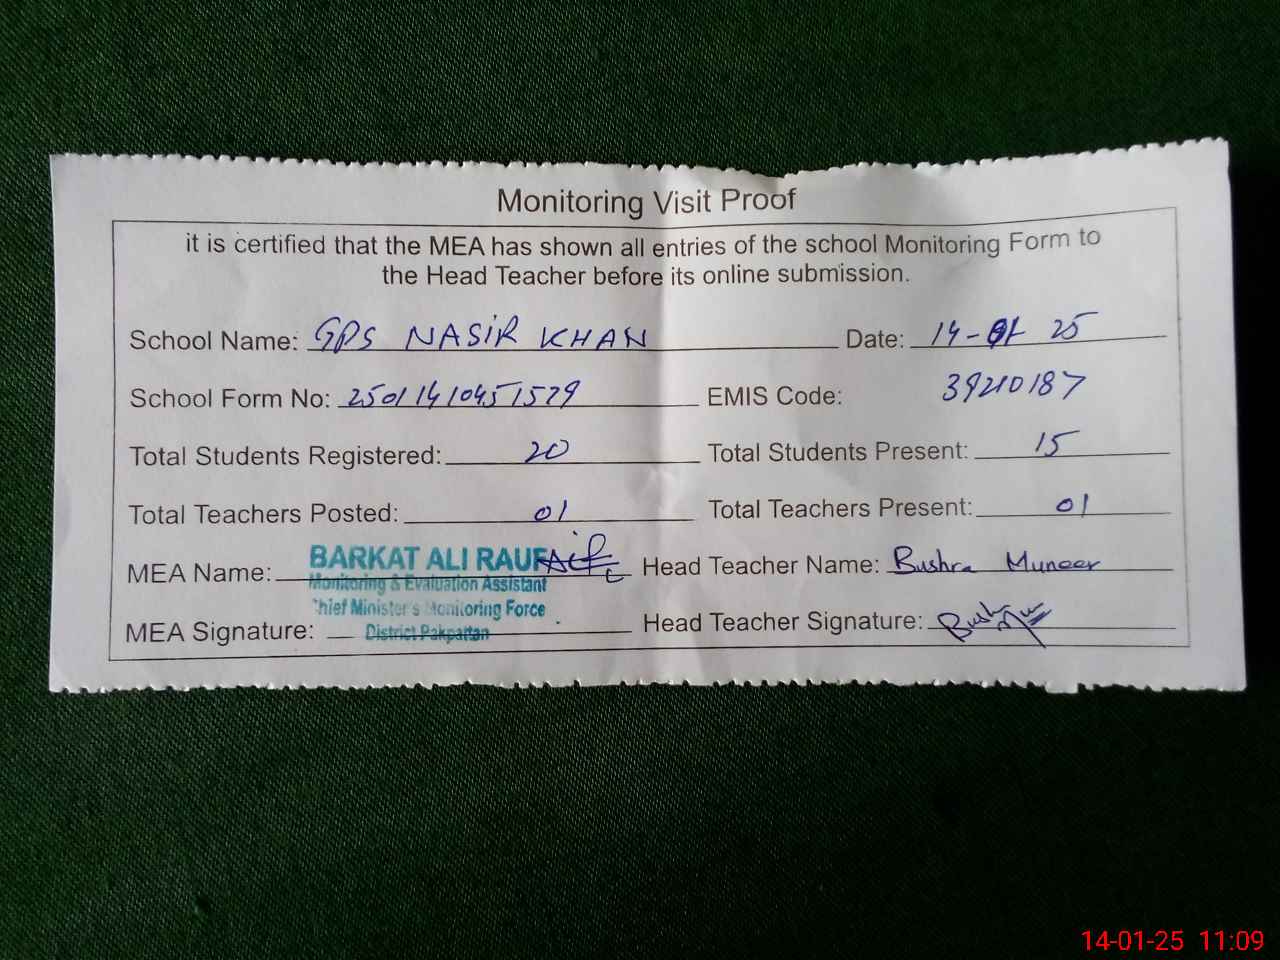 Monitoring Visit Proof
it is certified that the MEA has shown all entries of the school Monitoring Form to
the Head Teacher before its online submission.
School Name: GPS NASIR KHAN Date: 14-01 25
School Form No: 25011410451579 EMIS Code: 39210187
Total Students Registered: 20 Total Students Present: 15
Total Teachers Posted: 01 Total Teachers Present: 01
MEA Name: BARKAT ALI RAUF Head Teacher Name: Bushra Muneer
Monitoring & Evaluation Assistant
Chief Minister's Monitoring Force
MEA Signature: District Pakpattan Head Teacher Signature:
14-01-25 11:09